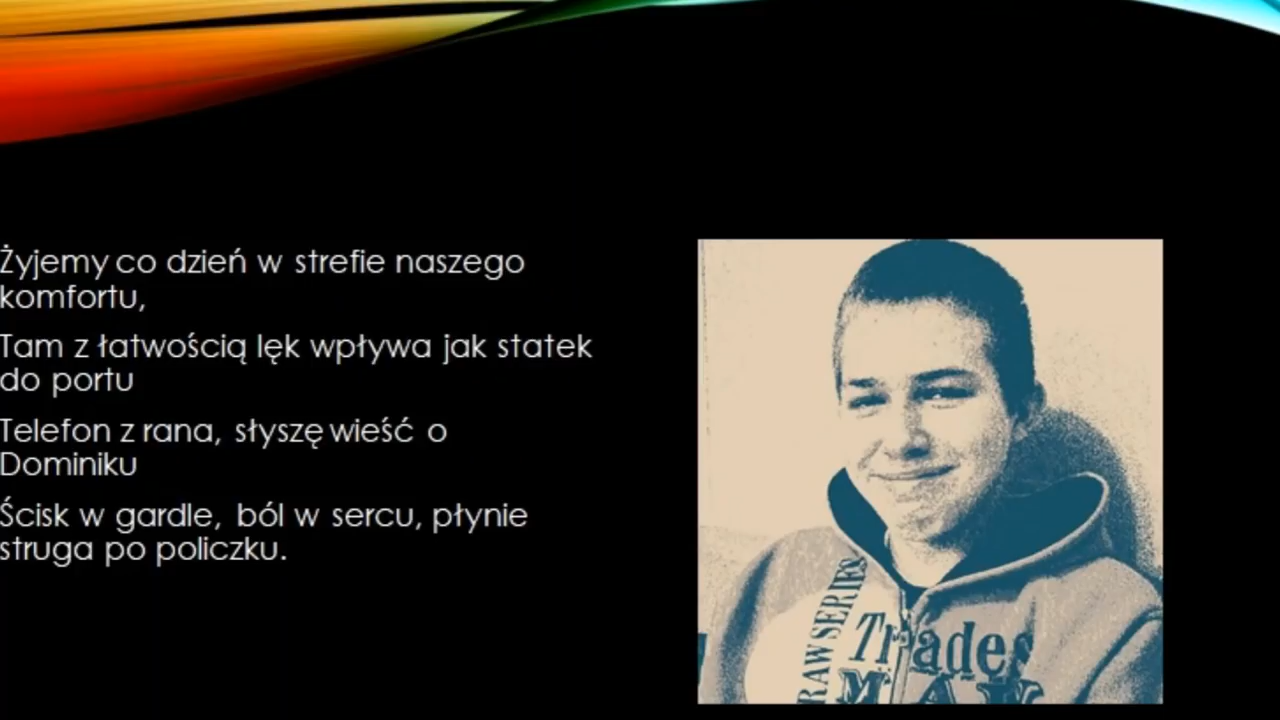 Żyjemy co dzień w strefie naszego
komfortu,
Tam z łatwością lęk wpływa jak statek
do portu
Telefon z rana, słyszę wieść o
Dominiku
Ścisk w gardle, ból w sercu, płynie
struga po policzku.
RAW SERIES